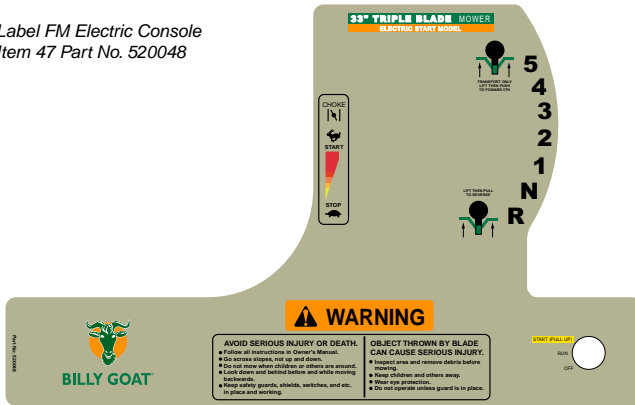 Label FM Electric Console
Item 47 Part No. 520048
33" TRIPLE BLADE MOWER
ELECTRIC START MODEL
TRANSPORT ONLY
LIFT THEN PUSH
TO FOWARD 5TH
5
4
3
2
1
N
R
LIFT THEN PULL
TO REVERSE
CHOKE
START
STOP
WARNING
AVOID SERIOUS INJURY OR DEATH.
● Follow all instructions in Owner's Manual.
● Go across slopes, not up and down.
● Do not mow when children or others are around.
● Look down and behind before and while moving
backwards.
● Keep safety guards, shields, switches, and etc.
in place and working.
OBJECT THROWN BY BLADE
CAN CAUSE SERIOUS INJURY.
● Inspect area and remove debris before
mowing.
● Keep children and others away.
● Wear eye protection.
● Do not operate unless guard is in place.
START (PULL UP)
RUN
OFF
BILLY GOAT